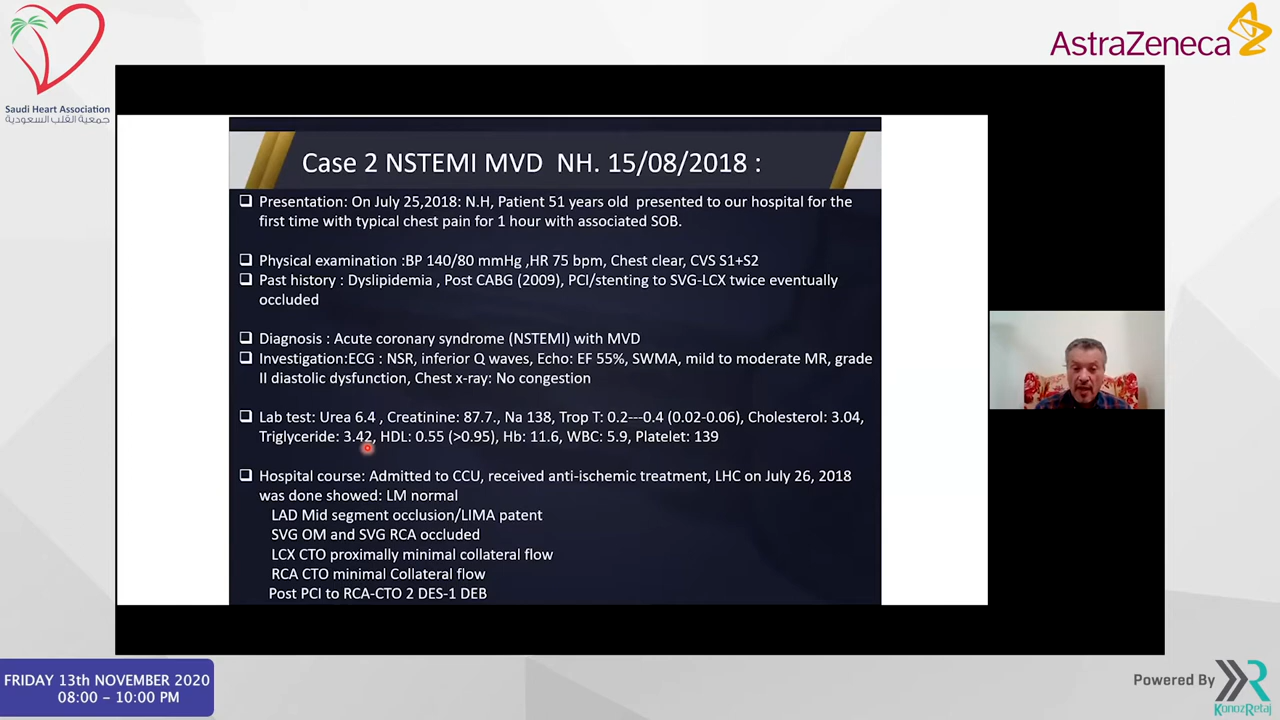 Saudi Heart Association
جمعية القلب السعودية
AstraZeneca
Case 2 NSTEMI MVD NH. 15/08/2018 :
❑ Presentation: On July 25,2018: N.H, Patient 51 years old presented to our hospital for the
first time with typical chest pain for 1 hour with associated SOB.
❑ Physical examination :BP 140/80 mmHg ,HR 75 bpm, Chest clear, CVS S1+S2
❑ Past history : Dyslipidemia , Post CABG (2009), PCI/stenting to SVG-LCX twice eventually
occluded
❑ Diagnosis : Acute coronary syndrome (NSTEMI) with MVD
❑ Investigation:ECG : NSR, inferior Q waves, Echo: EF 55%, SWMA, mild to moderate MR, grade
II diastolic dysfunction, Chest x-ray: No congestion
❑ Lab test: Urea 6.4 , Creatinine: 87.7., Na 138, Trop T: 0.2---0.4 (0.02-0.06), Cholesterol: 3.04,
Triglyceride: 3.42, HDL: 0.55 (>0.95), Hb: 11.6, WBC: 5.9, Platelet: 139
❑ Hospital course: Admitted to CCU, received anti-ischemic treatment, LHC on July 26, 2018
was done showed: LM normal
LAD Mid segment occlusion/LIMA patent
SVG OM and SVG RCA occluded
LCX CTO proximally minimal collateral flow
RCA CTO minimal Collateral flow
Post PCI to RCA-CTO 2 DES-1 DEB
FRIDAY 13th NOVEMBER 2020
08:00 – 10:00 PM
Powered By
KonozRetaj